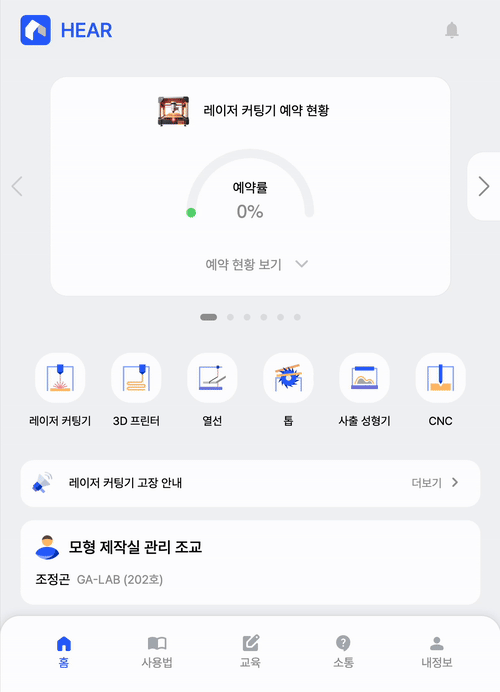 HEAR
레이저 커팅기 예약 현황
예약률
0%
예약 현황 보기
레이저 커팅기
3D 프린터
열선
톱
사출 성형기
CNC
레이저 커팅기 고장 안내
더보기
모형 제작실 관리 조교
조정곤 GA-LAB (202호)
홈
사용법
교육
소통
내정보